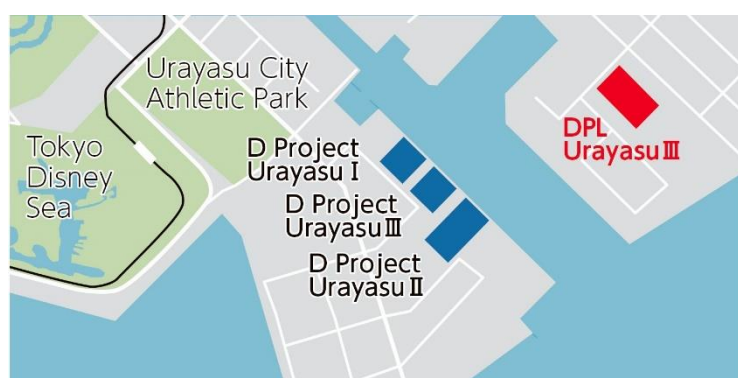 Urayasu City
Athletic Park
Tokyo
Disney
Sea
D Project
Urayasu I
D Project
Urayasu III
D Project
Urayasu II
DPL
Urayasu III